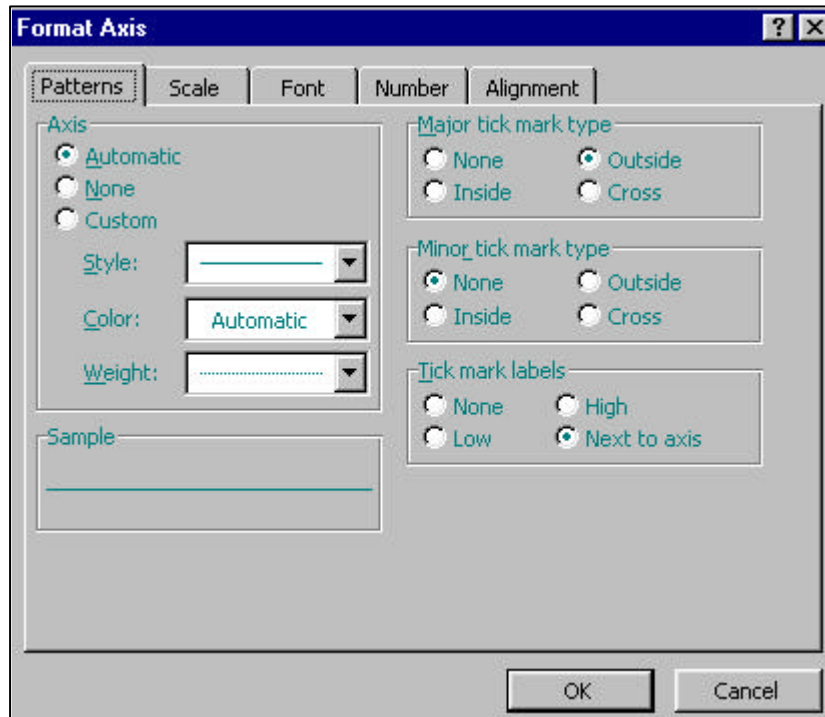 Format Axis
Patterns Scale Font Number Alignment
Axis
Automatic
None
Custom
Style:
Color: Automatic
Weight:
Sample
Major tick mark type
None Outside
Inside Cross
Minor tick mark type
None Outside
Inside Cross
Tick mark labels
None High
Low Next to axis
OK Cancel